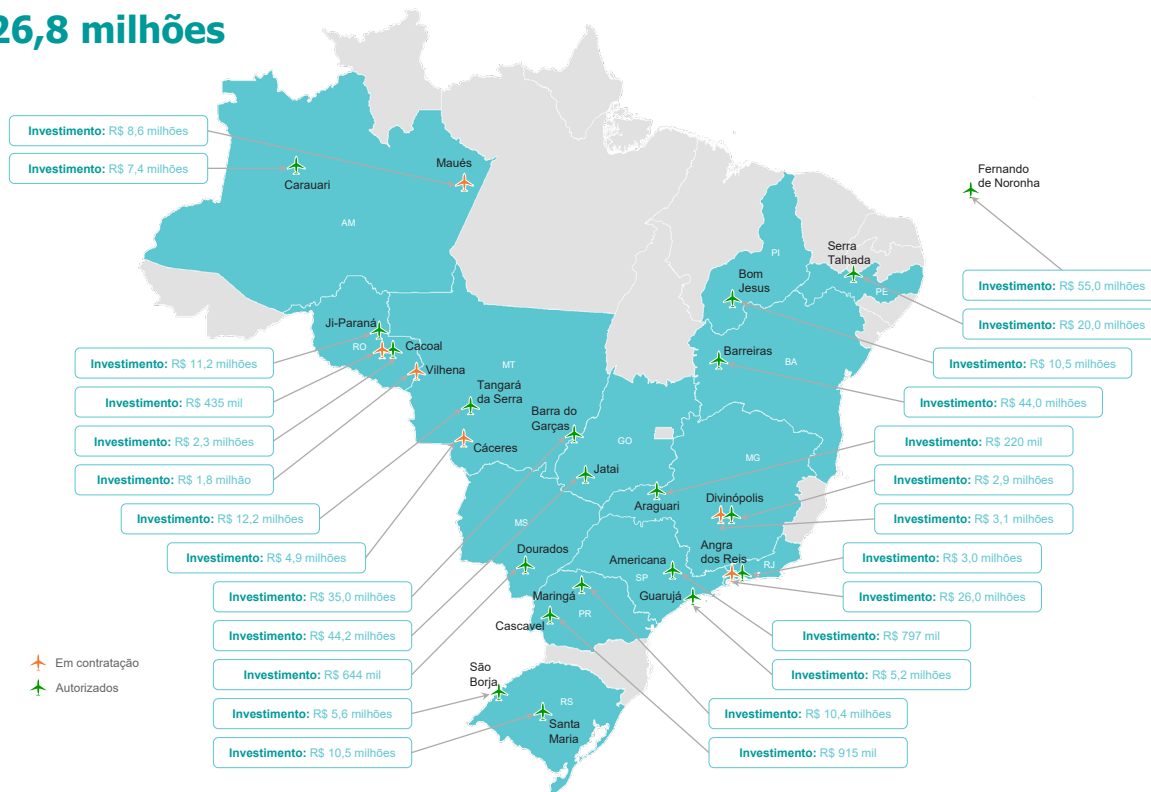 26,8 milhões
Investimento: R$ 8,6 milhões
Investimento: R$ 7,4 milhões
Maués
Carauari
AM
Fernando
de Noronha
Serra
Talhada
PI
PE
Bom
Jesus
Investimento: R$ 55,0 milhões
Investimento: R$ 20,0 milhões
Ji-Paraná
RO
Cacoal
Vilhena
MT
Barreiras
BA
Investimento: R$ 10,5 milhões
Investimento: R$ 44,0 milhões
Investimento: R$ 11,2 milhões
Investimento: R$ 435 mil
Investimento: R$ 2,3 milhões
Investimento: R$ 1,8 milhão
Investimento: R$ 12,2 milhões
Investimento: R$ 4,9 milhões
Tangará
da Serra
Barra do
Garças
Cáceres
GO
Jatai
MG
Araguari
Divinópolis
Investimento: R$ 220 mil
Investimento: R$ 2,9 milhões
Investimento: R$ 3,1 milhões
MS
Dourados
Americana
Angra
dos Reis
RJ
SP
Maringá
Guarujá
PR
Cascavel
Investimento: R$ 3,0 milhões
Investimento: R$ 26,0 milhões
Investimento: R$ 35,0 milhões
Investimento: R$ 44,2 milhões
Investimento: R$ 644 mil
Investimento: R$ 797 mil
Investimento: R$ 5,2 milhões
Em contratação
Autorizados
São
Borja
RS
Santa
Maria
Investimento: R$ 5,6 milhões
Investimento: R$ 10,5 milhões
Investimento: R$ 10,4 milhões
Investimento: R$ 915 mil